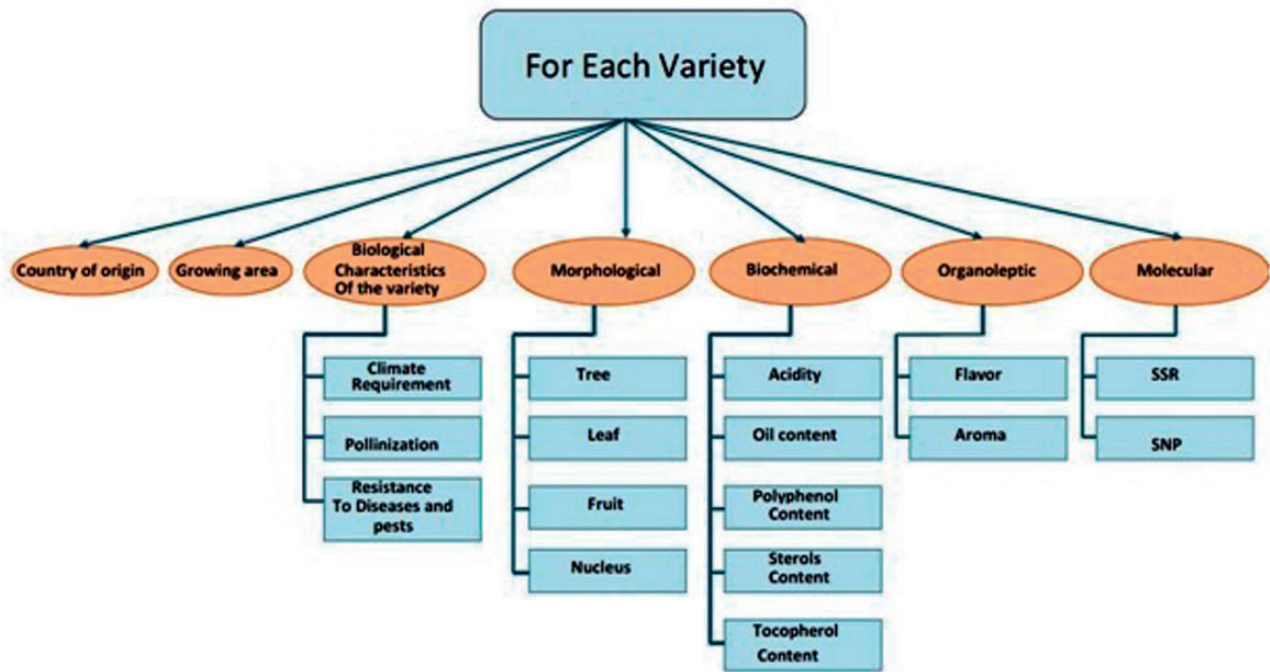 For Each Variety
Country of origin
Growing area
Biological
Characteristics
Of the variety
Morphological
Biochemical
Organoleptic
Molecular
Climate
Requirement
Pollinization
Resistance
To Diseases and
pests
Tree
Leaf
Fruit
Nucleus
Acidity
Oil content
Polyphenol
Content
Sterols
Content
Tocopherol
Content
Flavor
Aroma
SSR
SNP